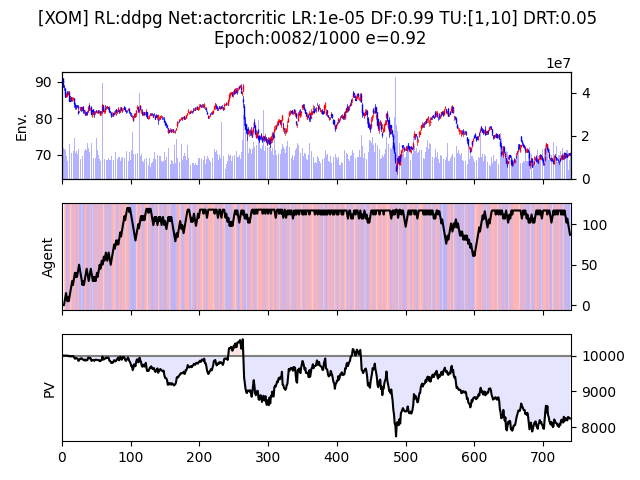 [XOM] RL:ddpg Net:actorcritic LR:1e-05 DF:0.99 TU:[1,10] DRT:0.05
Epoch:0082/1000 e=0.92
1e7
Env.
90
80
70
4
2
0
Agent
100
50
0
PV
10000
9000
8000
0 100 200 300 400 500 600 700